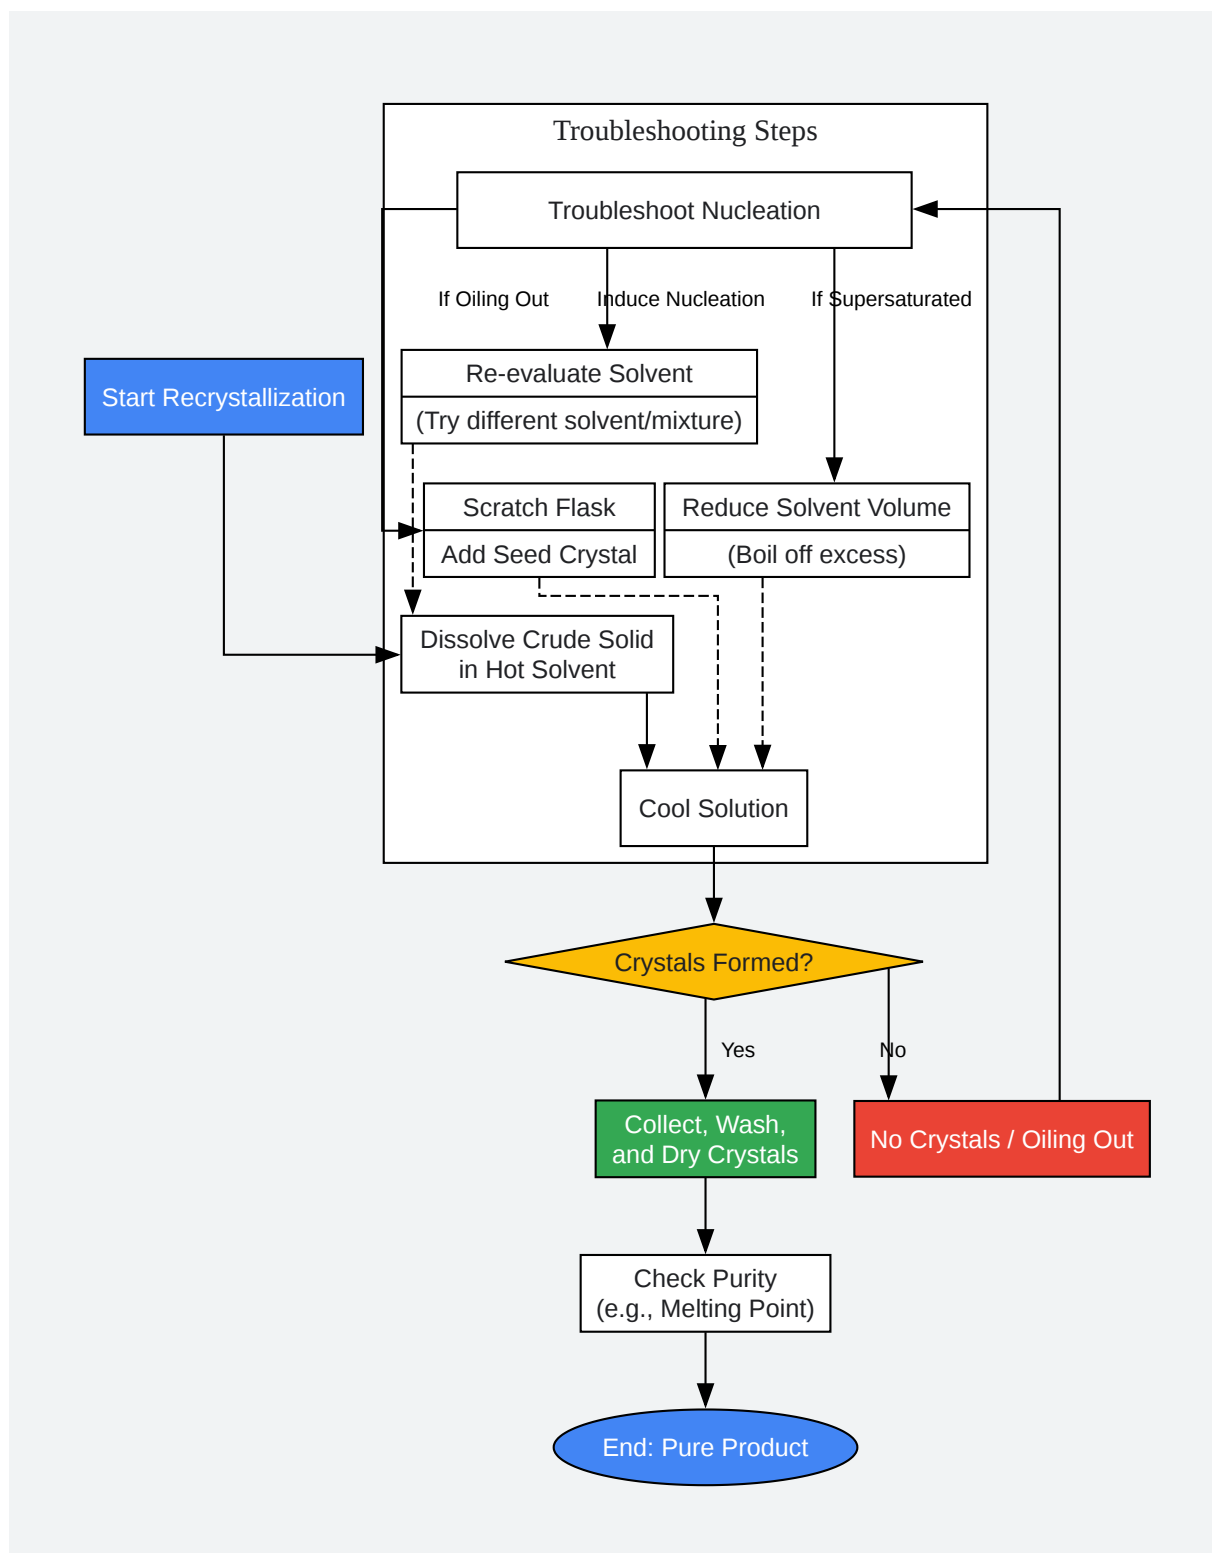 Troubleshooting Steps
Troubleshoot Nucleation
If Oiling Out
Induce Nucleation
If Supersaturated
Start Recrystallization
Re-evaluate Solvent
(Try different solvent/mixture)
Scratch Flask
Add Seed Crystal
Reduce Solvent Volume
(Boil off excess)
Dissolve Crude Solid
in Hot Solvent
Cool Solution
Crystals Formed?
Yes
No
Collect, Wash,
and Dry Crystals
No Crystals / Oiling Out
Check Purity
(e.g., Melting Point)
End: Pure Product